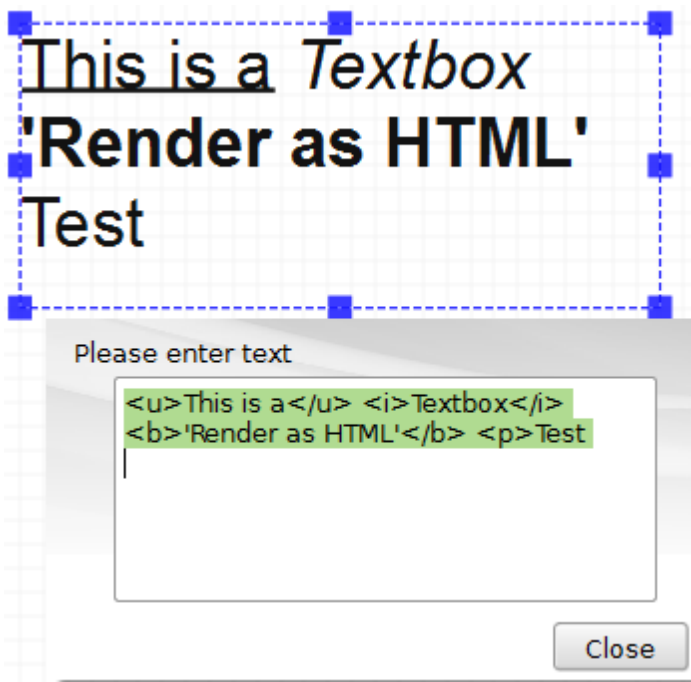 This is a Textbox
'Render as HTML'
Test
Please enter text
<u>This is a</u> <i>Textbox</i>
<b>'Render as HTML'</b> <p>Test
Close